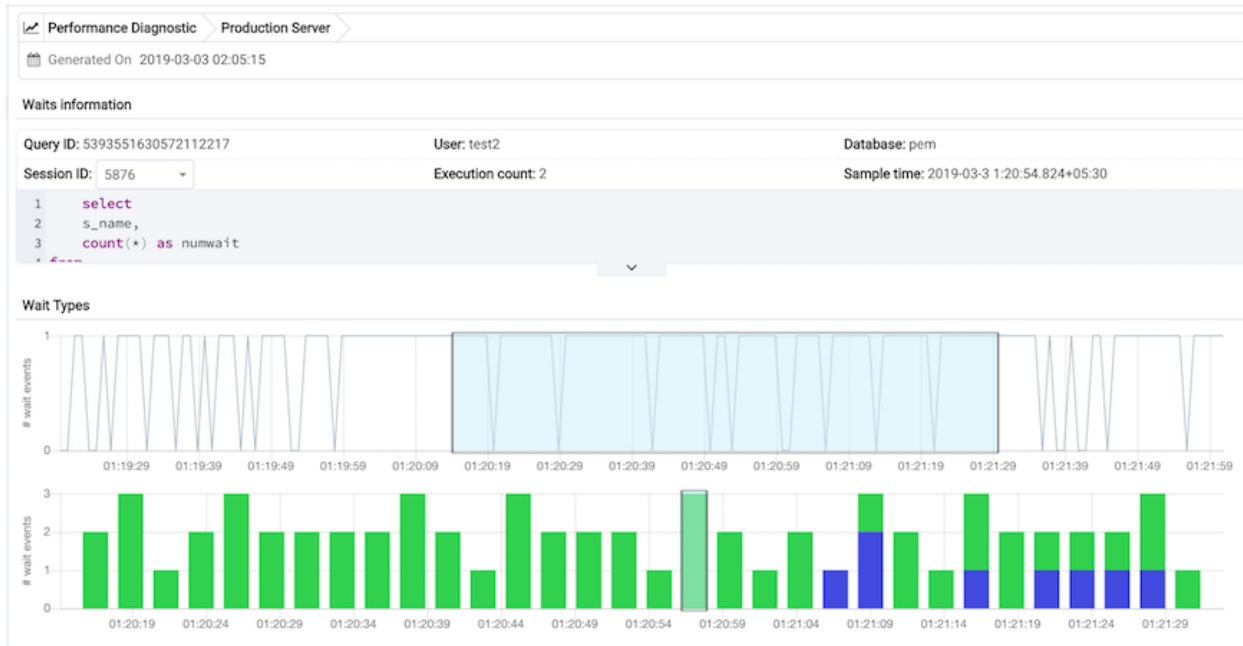 Performance Diagnostic Production Server
Generated On 2019-03-03 02:05:15
Waits information
Query ID: 5393551630572112217 User: test2 Database: pem
Session ID: 5876 Execution count: 2 Sample time: 2019-03-3 1:20:54.824+05:30
1 select
2 s_name,
3 count(*) as numwait
4 from
Wait Types
1
# wait events
0
01:19:29 01:19:39 01:19:49 01:19:59 01:20:09 01:20:19 01:20:29 01:20:39 01:20:49 01:20:59 01:21:09 01:21:19 01:21:29 01:21:39 01:21:49 01:21:59
3
2
# wait events
1
0
01:20:19 01:20:24 01:20:29 01:20:34 01:20:39 01:20:44 01:20:49 01:20:54 01:20:59 01:21:04 01:21:09 01:21:14 01:21:19 01:21:24 01:21:29